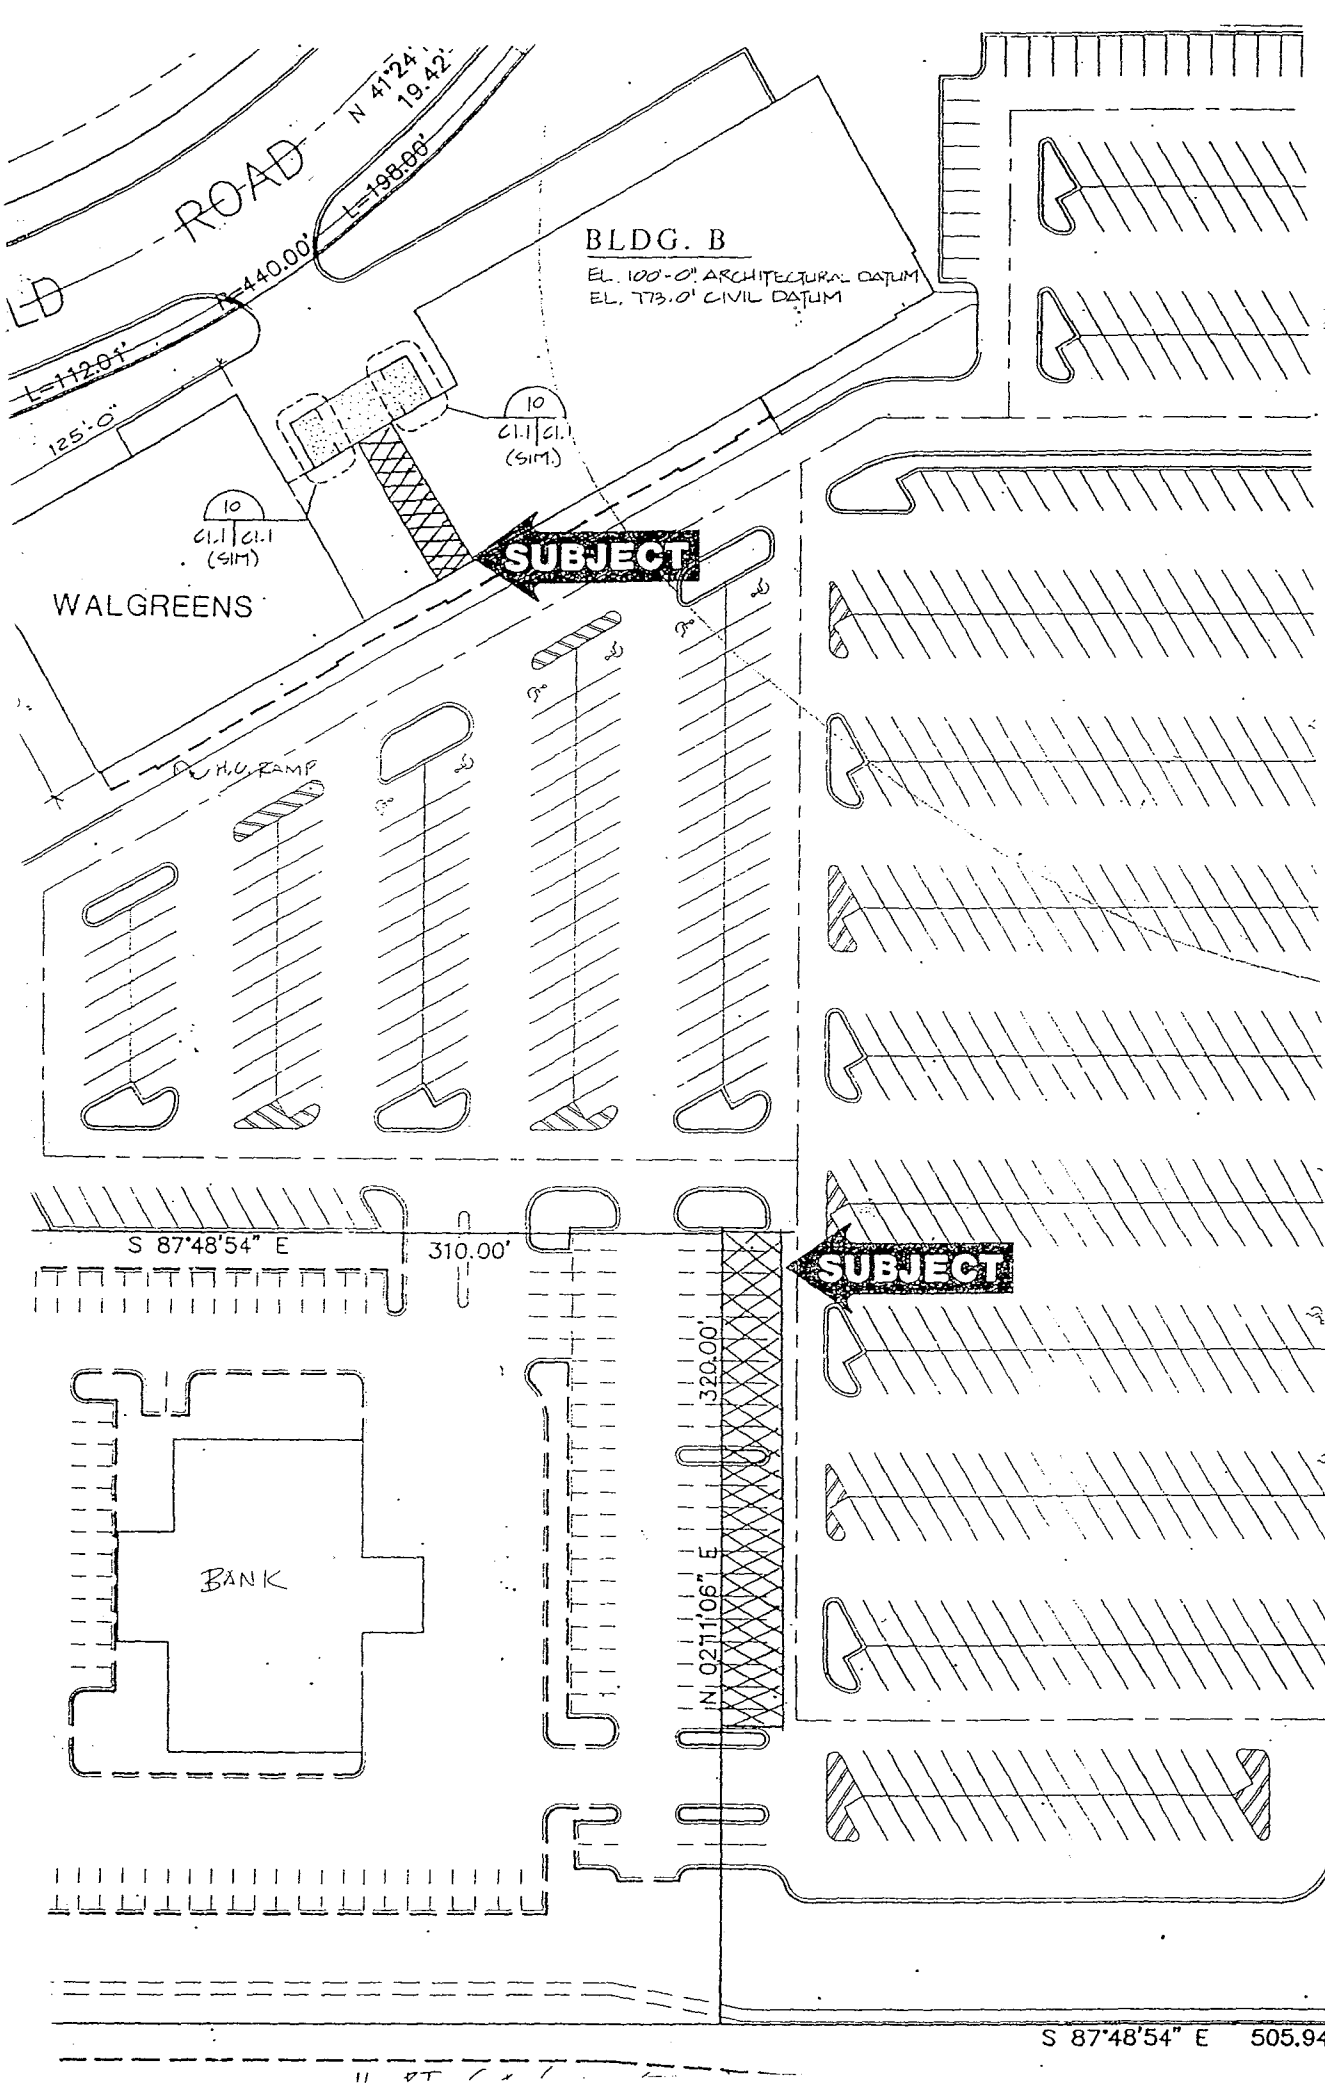 N 41°24'
19.42'
ROAD
L=198.00'
R=440.00'
LD
L=112.01'
125'-0"
BLDG. B
EL. 100'-0" ARCHITECTURAL DATUM
EL. 773.0' CIVIL DATUM
10
C1.1 C1.1
(SIM.)
10
C1.1 C1.1
(SIM)
SUBJECT
WALGREENS
H.C. RAMP
S 87°48'54" E
310.00'
SUBJECT
320.00'
N 02°11'06" E
BANK
S 87°48'54" E 505.94